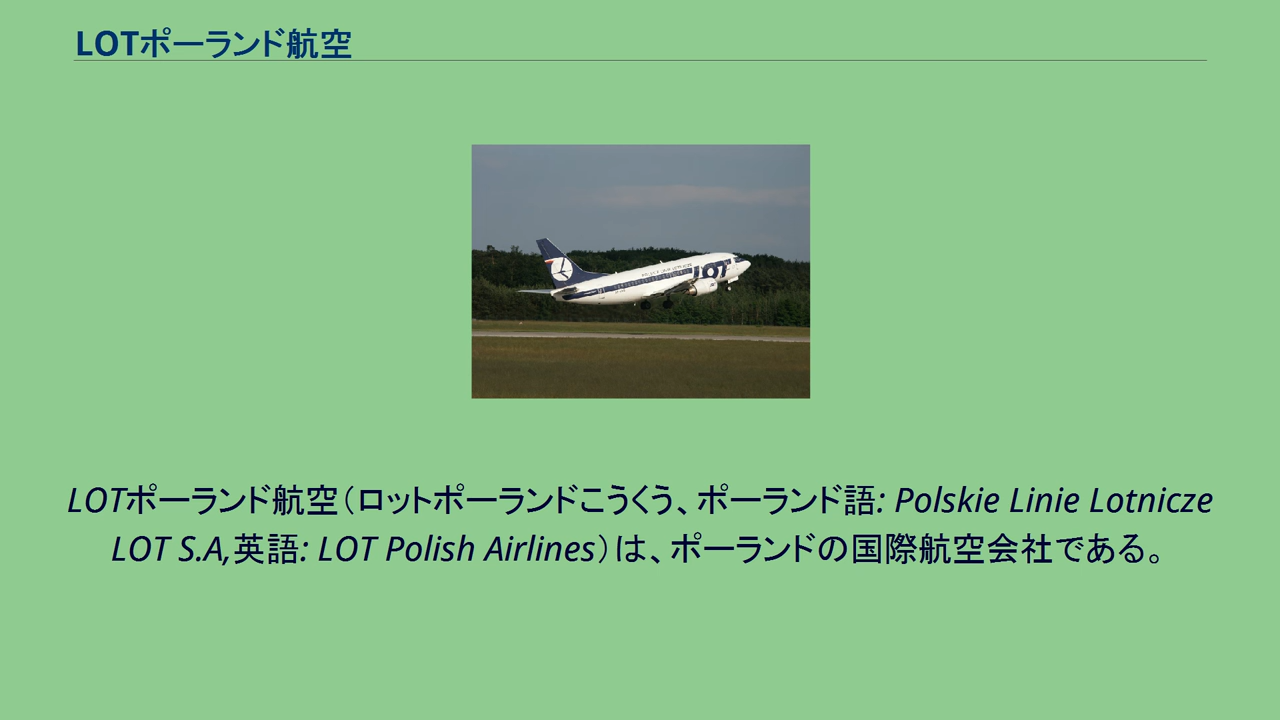 LOTポーランド航空
LOT
LOTポーランド航空（ロットポーランドこうくう、ポーランド語: Polskie Linie Lotnicze
LOT S.A,英語: LOT Polish Airlines）は、ポーランドの国際航空会社である。